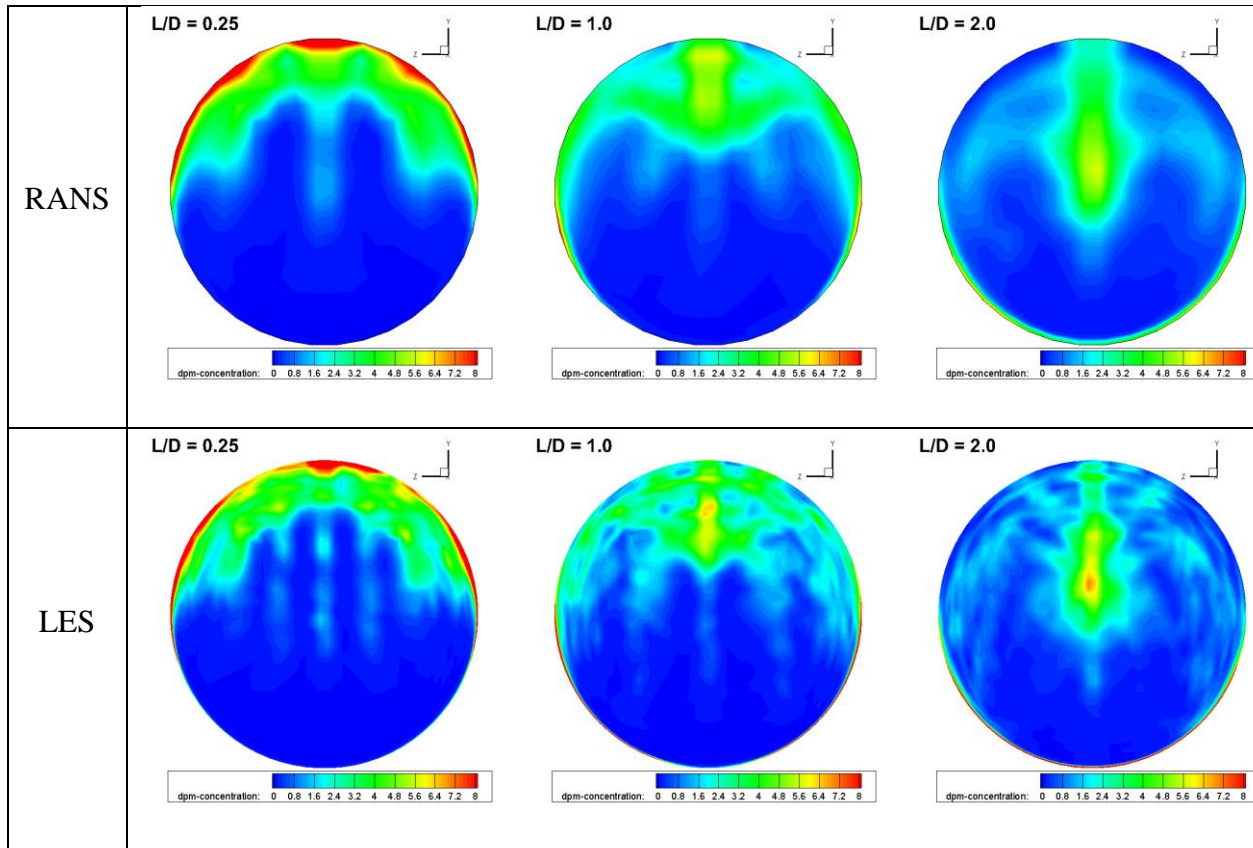 L/D = 0.25
Y
Z
X
L/D = 1.0
Y
Z
X
L/D = 2.0
Y
Z
X
RANS
dpm-concentration: 0 0.8 1.6 2.4 3.2 4 4.8 5.6 6.4 7.2 8
dpm-concentration: 0 0.8 1.6 2.4 3.2 4 4.8 5.6 6.4 7.2 8
dpm-concentration: 0 0.8 1.6 2.4 3.2 4 4.8 5.6 6.4 7.2 8
L/D = 0.25
Y
Z
X
L/D = 1.0
Y
Z
X
L/D = 2.0
Y
Z
X
LES
dpm-concentration: 0 0.8 1.6 2.4 3.2 4 4.8 5.6 6.4 7.2 8
dpm-concentration: 0 0.8 1.6 2.4 3.2 4 4.8 5.6 6.4 7.2 8
dpm-concentration: 0 0.8 1.6 2.4 3.2 4 4.8 5.6 6.4 7.2 8